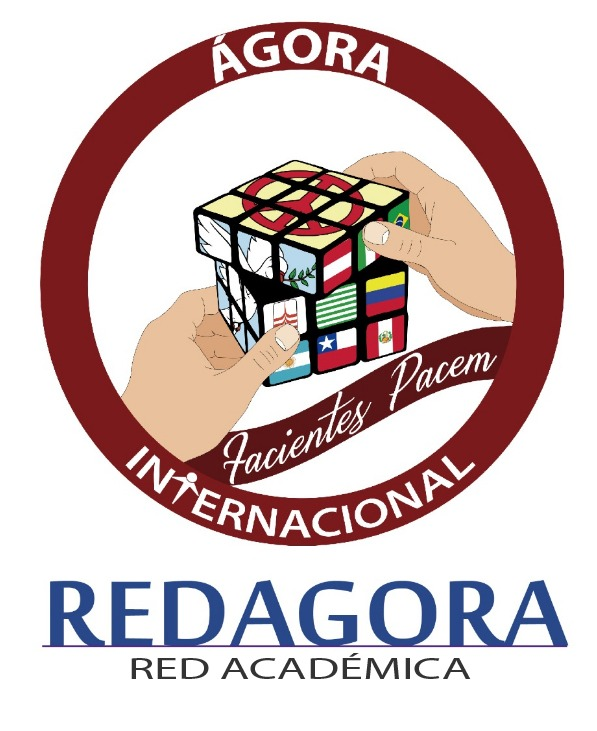 ÁGORA
Facientes Pacem
INTERNACIONAL
REDAGORA
RED ACADÉMICA